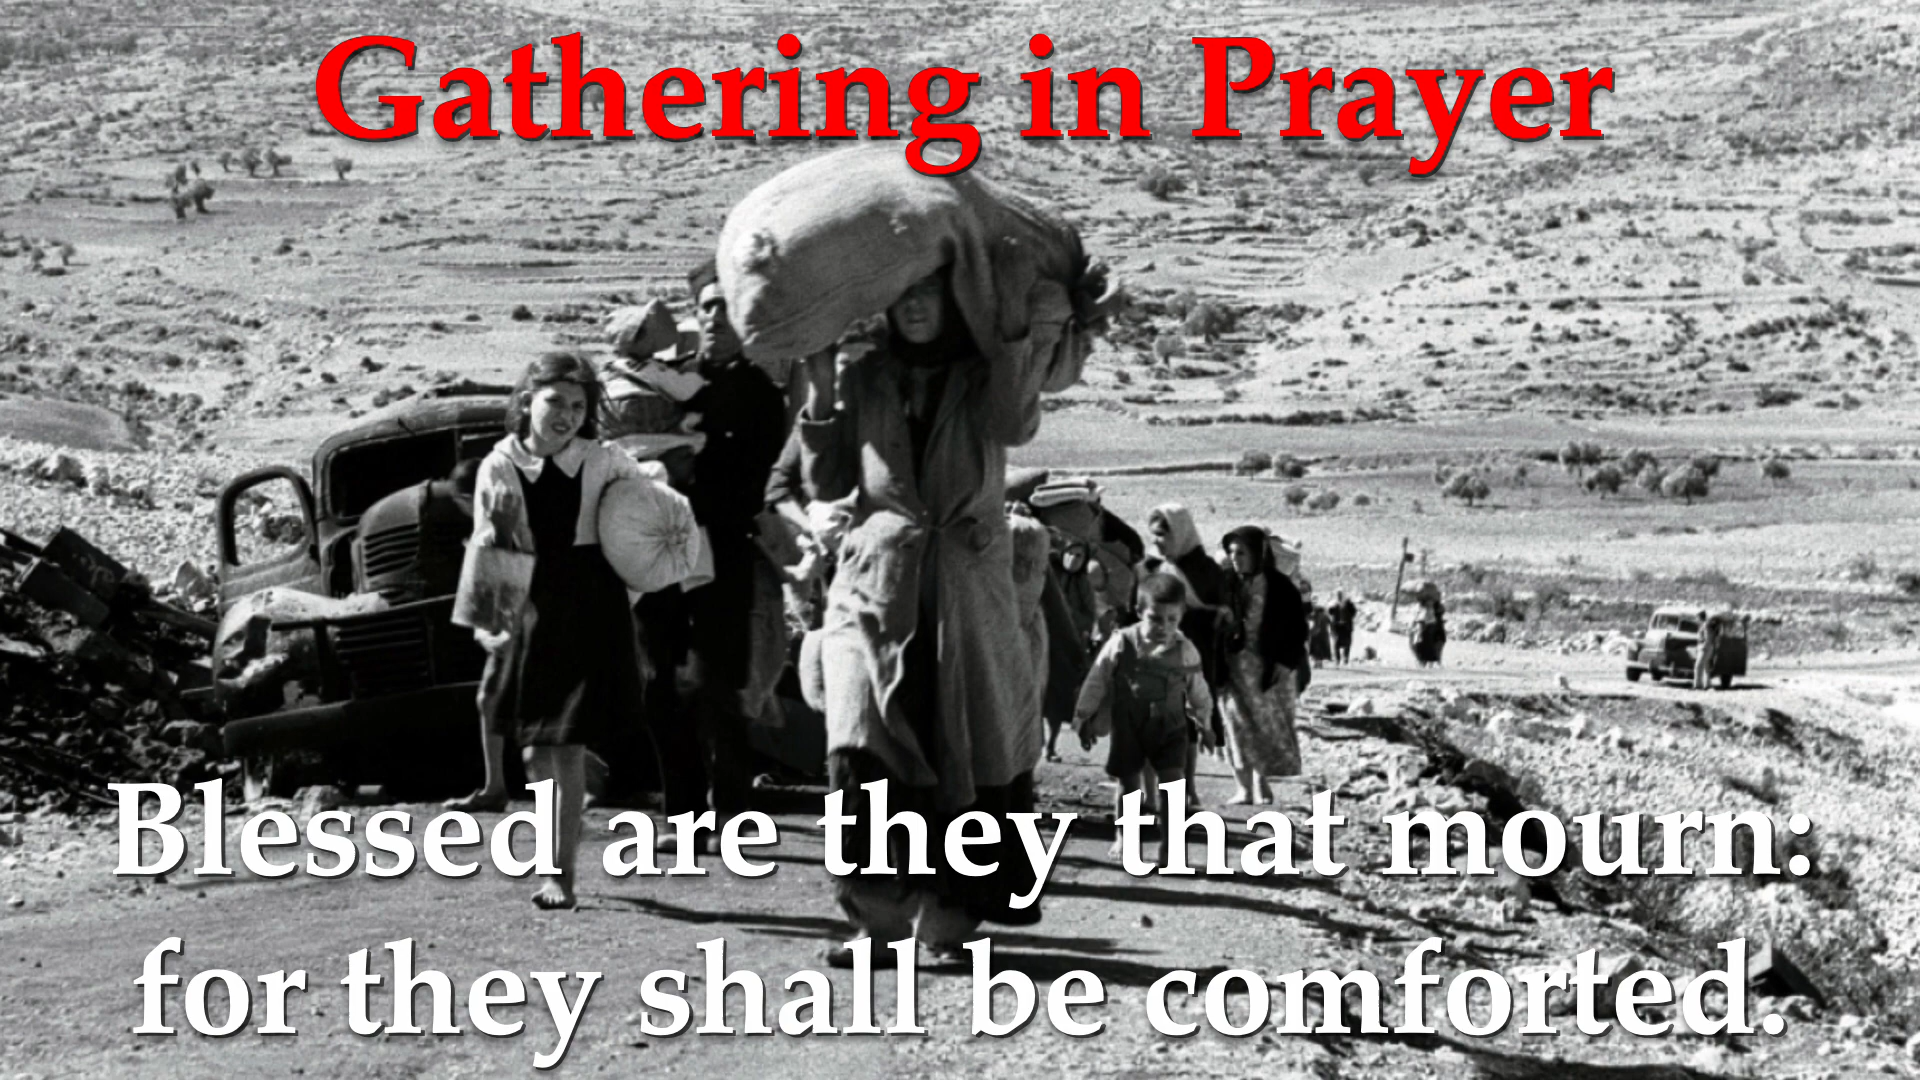 Gathering in Prayer
Blessed are they that mourn:
for they shall be comforted.